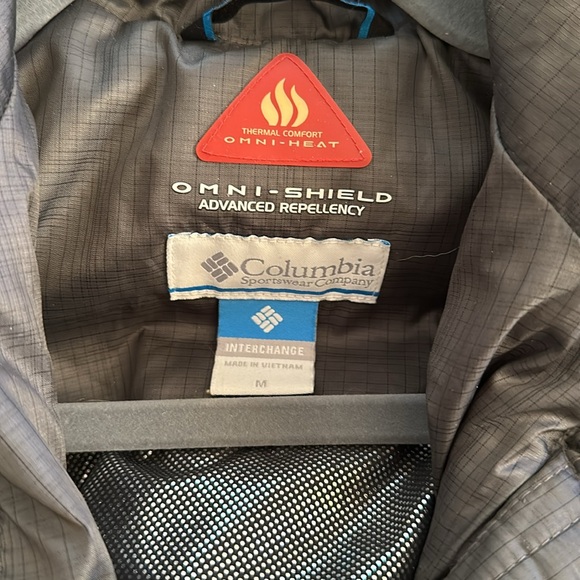 THERMAL COMFORT
OMNI-HEAT
OMNI-SHIELD
ADVANCED REPELLENCY
Columbia
Sportswear Company
INTERCHANGE
MADE IN VIETNAM
M